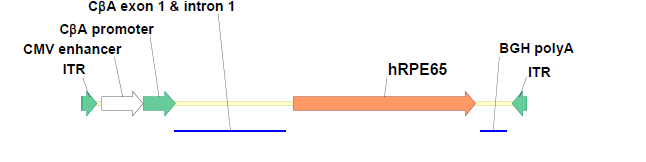 CβA exon 1 & intron 1
CβA promoter
CMV enhancer
ITR
hRPE65
BGH polyA
ITR